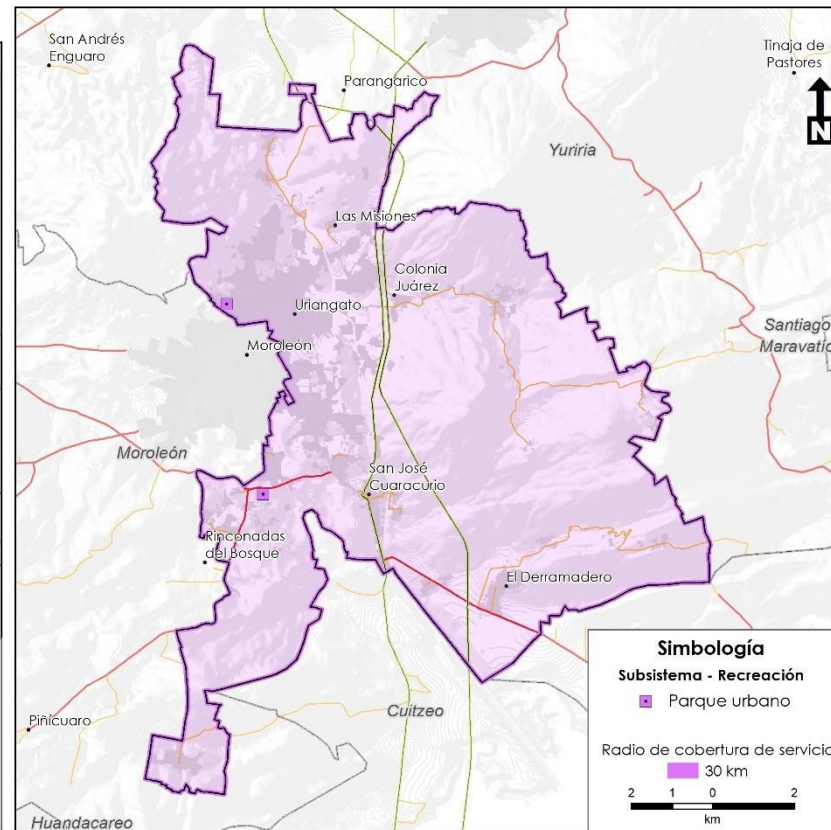 San Andrés
Enguaro
Parangarico
Tinaja de
Pastores
N
Yuriria
Las Misiones
Colonia
Juárez
Uriangato
Santiago
Maravatío
Moroleón
Moroleón
San José
Cuaracurio
Rinconadas
del Bosque
El Derramadero
Cuitzeo
Piñícuaro
Huandacareo
Simbología
Subsistema - Recreación
Parque urbano
Radio de cobertura de servicio
30 km
2 1 0 2
km